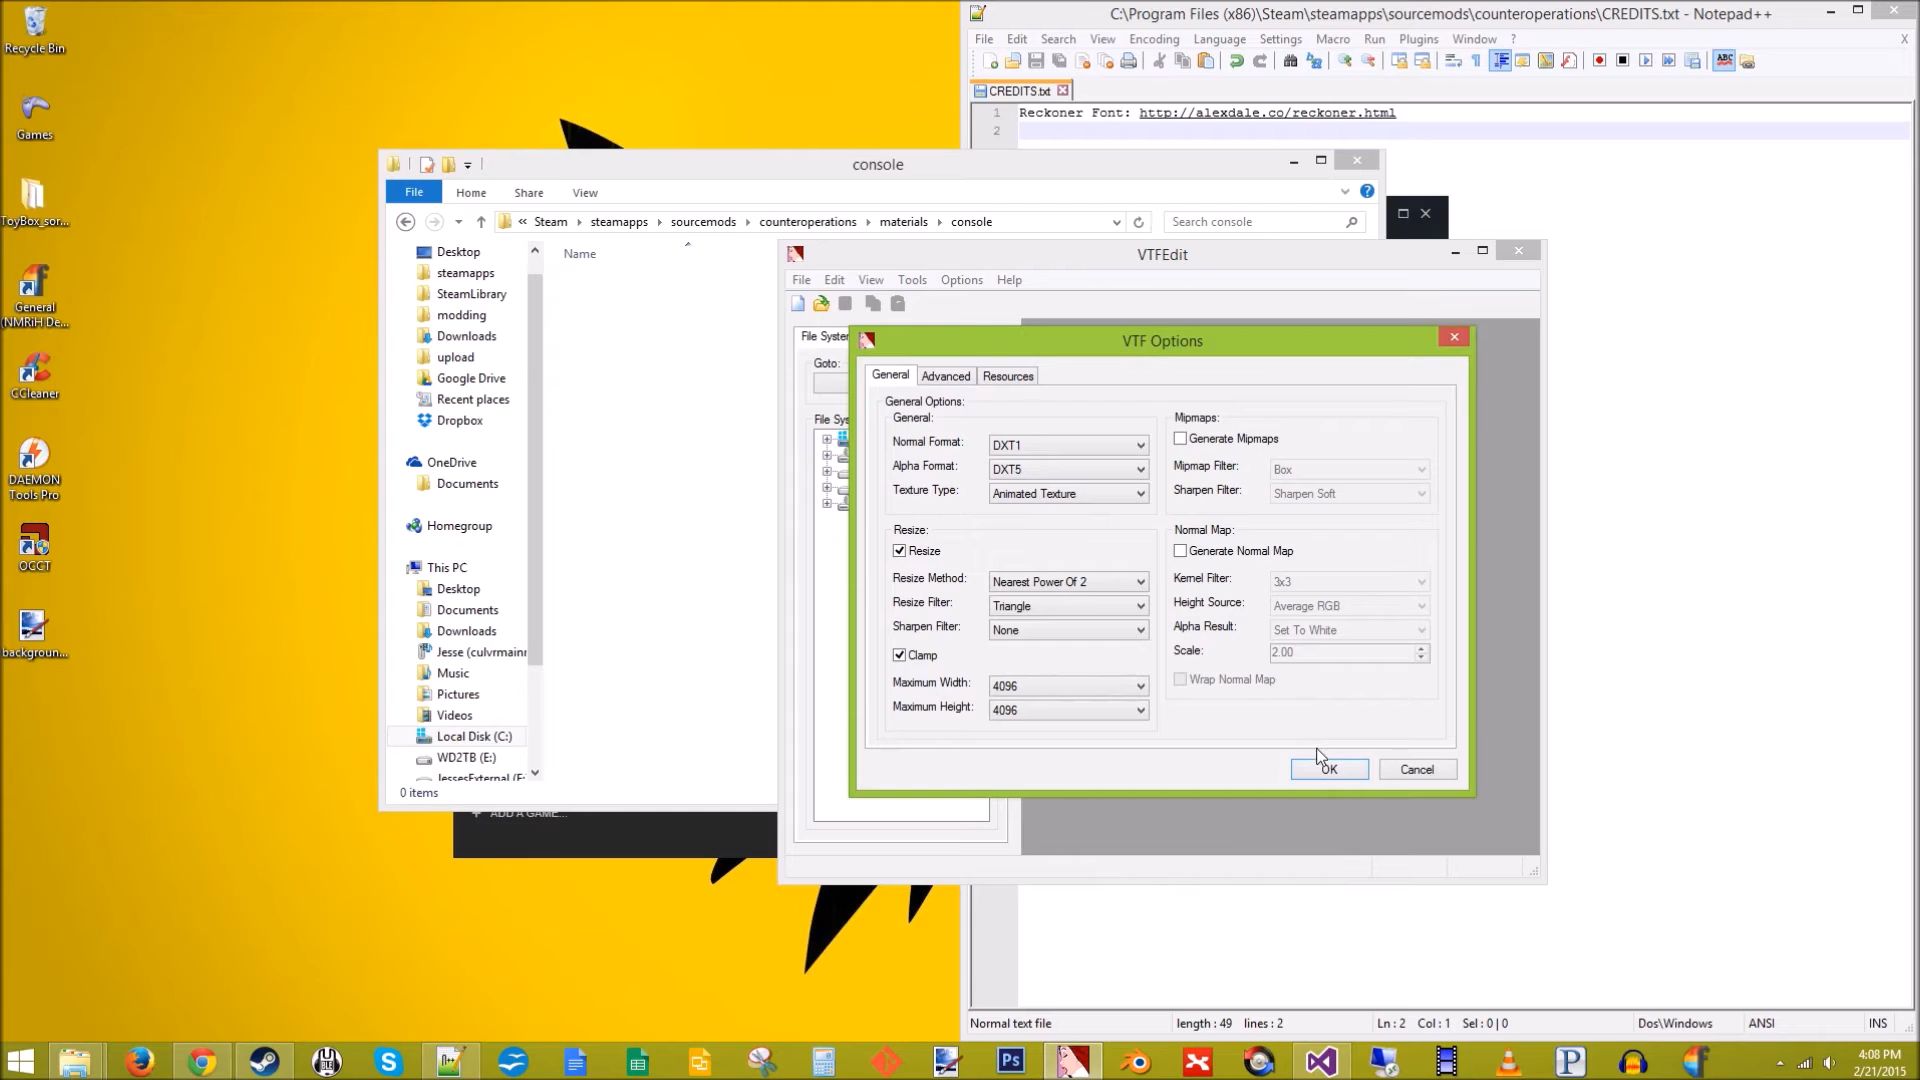 Recycle Bin
Games
ToyBox_sor...
General
(NMRiH De...
CCleaner
DAEMON
Tools Pro
OCCT
backgroun...
C:\Program Files (x86)\Steam\steamapps\sourcemods\counteroperations\CREDITS.txt - Notepad++
File Edit Search View Encoding Language Settings Macro Run Plugins Window ? X
CREDITS.txt
1 Reckoner Font: http://alexdale.co/reckoner.html
2
console
File Home Share View
« Steam steamapps sourcemods counteroperations materials console
Search console
Name
Desktop
steamapps
SteamLibrary
modding
Downloads
upload
Google Drive
Recent places
Dropbox
OneDrive
Documents
Homegroup
This PC
Desktop
Documents
Downloads
Jesse (culvrmainr
Music
Pictures
Videos
Local Disk (C:)
WD2TB (E:)
JessesExternal (F:
0 items
+ ADD A GAME...
VTFEdit
File Edit View Tools Options Help
File System
Goto:
File Sys
VTF Options
General Advanced Resources
General Options:
General:
Normal Format: DXT1
Alpha Format: DXT5
Texture Type: Animated Texture
Resize:
Resize
Resize Method: Nearest Power Of 2
Resize Filter: Triangle
Sharpen Filter: None
Clamp
Maximum Width: 4096
Maximum Height: 4096
Mipmaps:
Generate Mipmaps
Mipmap Filter: Box
Sharpen Filter: Sharpen Soft
Normal Map:
Generate Normal Map
Kernel Filter: 3x3
Height Source: Average RGB
Alpha Result: Set To White
Scale: 2.00
Wrap Normal Map
OK Cancel
Normal text file length : 49 lines : 2 Ln : 2 Col : 1 Sel : 0 | 0 Dos\Windows ANSI INS
Ps
4:08 PM
2/21/2015